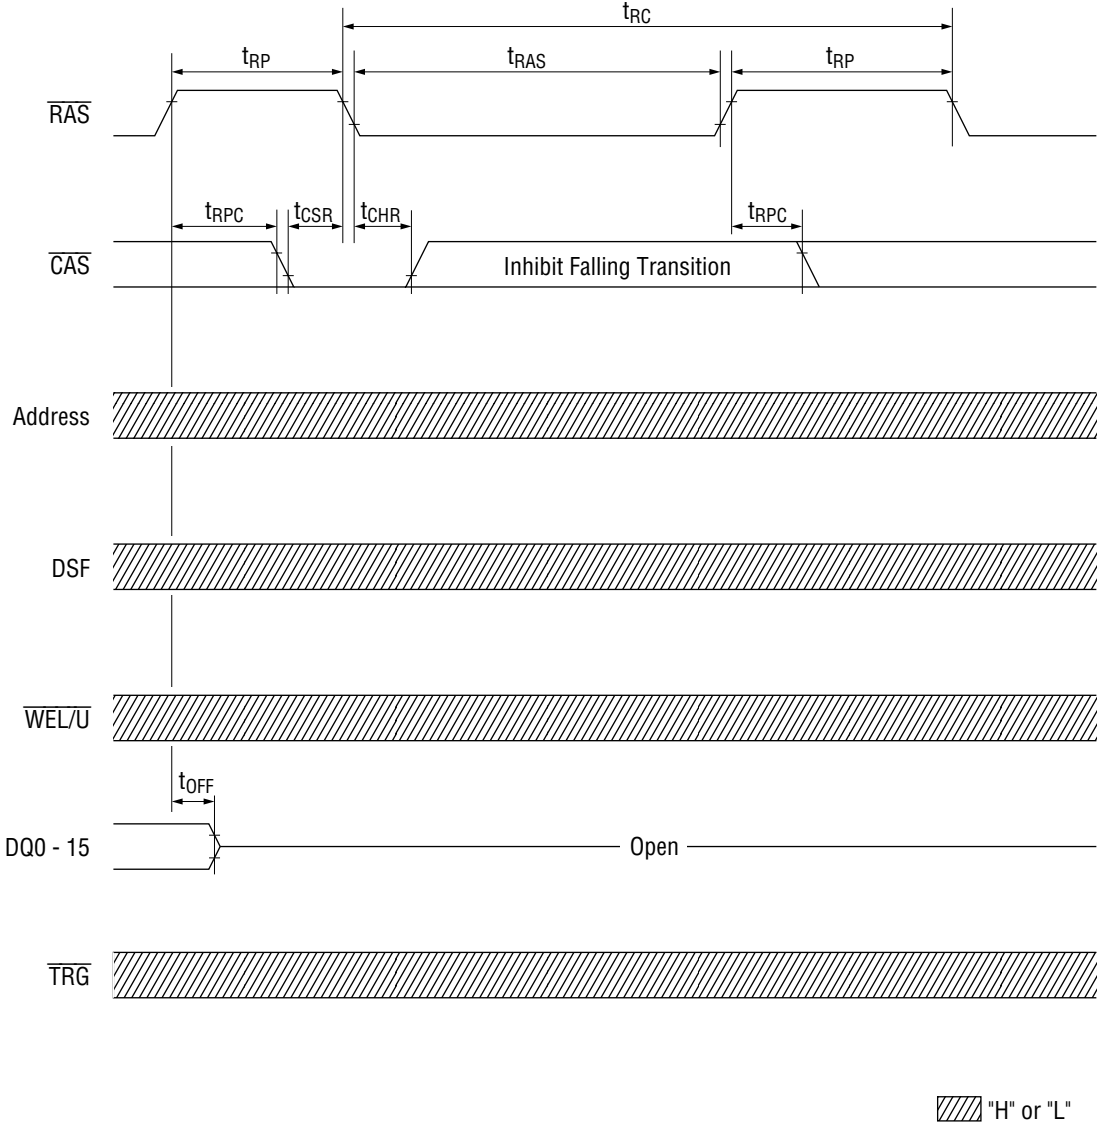 tRC
tRP tRAS tRP
RAS
tRPC tCSR tCHR tRPC
CAS Inhibit Falling Transition
Address
DSF
WEL/U
tOFF
DQ0 - 15 Open
TRG
"H" or "L"